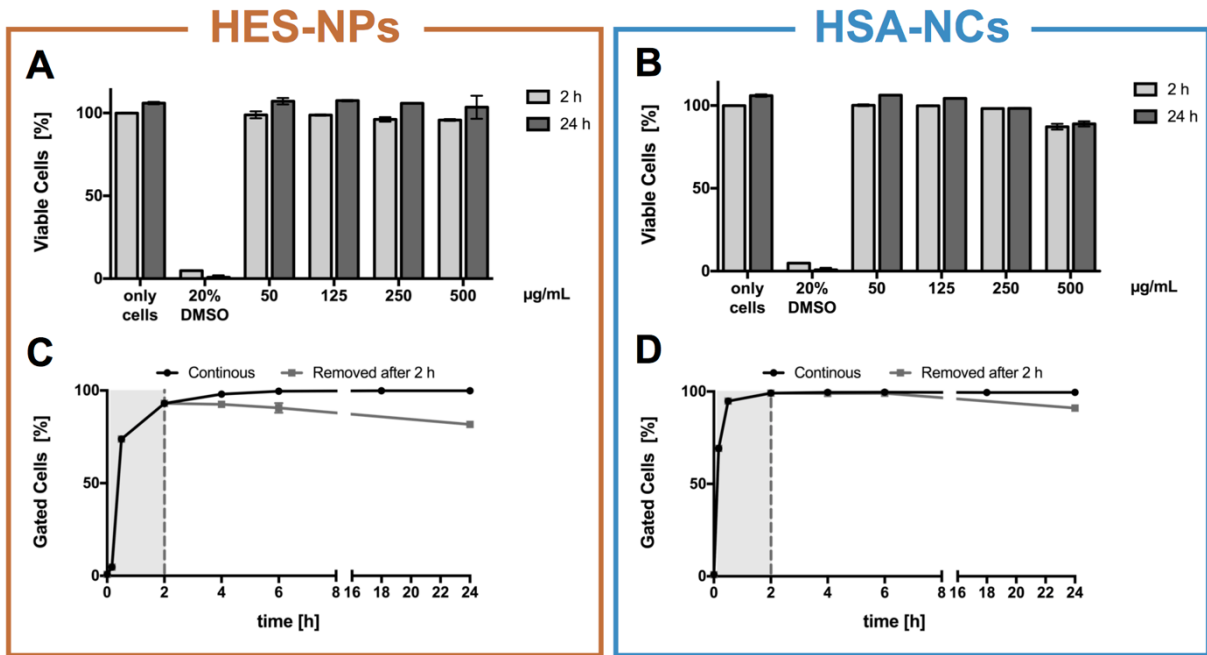 HES-NPs
A
Viable Cells [%]
100
50
0
2 h
24 h
only cells
20% DMSO
50
125
250
500
µg/mL
C
Continous
Removed after 2 h
Gated Cells [%]
100
50
0
0
2
4
6
8
16
18
20
22
24
time [h]
HSA-NCs
B
Viable Cells [%]
100
50
0
2 h
24 h
only cells
20% DMSO
50
125
250
500
µg/mL
D
Continous
Removed after 2 h
Gated Cells [%]
100
50
0
0
2
4
6
8
16
18
20
22
24
time [h]